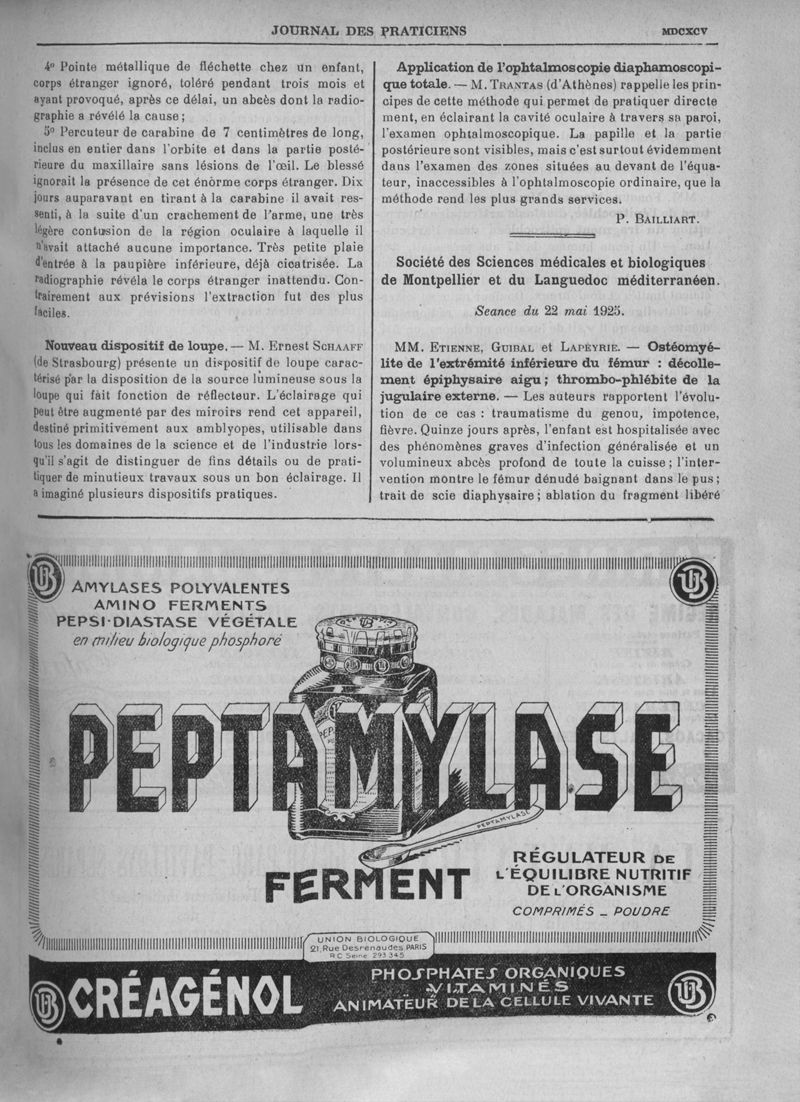 JOURNAL DES PRATICIENS
MDCXCV
4º Pointe métallique de fléchette chez un enfant,
corps étranger ignoré, toléré pendant trois mois et
ayant provoqué, après ce délai, un abcès dont la radio-
graphie a révélé la cause ;
5º Percuteur de carabine de 7 centimètres de long,
inclus en entier dans l'orbite et dans la partie posté-
rieure du maxillaire sans lésions de l'œil. Le blessé
ignorait la présence de cet énorme corps étranger. Dix
jours auparavant en tirant à la carabine il avait res-
senti, à la suite d'un crachement de l'arme, une très
légère contusion de la région oculaire à laquelle il
n'avait attaché aucune importance. Très petite plaie
d'entrée à la paupière inférieure, déjà cicatrisée. La
radiographie révéla le corps étranger inattendu. Con-
trairement aux prévisions l'extraction fut des plus
faciles.
Nouveau dispositif de loupe. — M. Ernest SCHAAFF
(de Strasbourg) présente un dispositif de loupe carac-
térisé par la disposition de la source lumineuse sous la
loupe qui fait fonction de réflecteur. L'éclairage qui
peut être augmenté par des miroirs rend cet appareil,
destiné primitivement aux amblyopes, utilisable dans
tous les domaines de la science et de l'industrie lors-
qu'il s'agit de distinguer de fins détails ou de prati-
tiquer de minutieux travaux sous un bon éclairage. Il
a imaginé plusieurs dispositifs pratiques.
Application de l'ophtalmoscopie diaphamoscopi-
que totale. — M. TRANTAS (d'Athènes) rappelle les prin-
cipes de cette méthode qui permet de pratiquer directe
ment, en éclairant la cavité oculaire à travers sa paroi,
l'examen ophtalmoscopique. La papille et la partie
postérieure sont visibles, mais c'est surtout évidemment
dans l'examen des zones situées au devant de l'équa-
teur, inaccessibles à l'ophtalmoscopie ordinaire, que la
méthode rend les plus grands services.
P. BAILLIART.
Société des Sciences médicales et biologiques
de Montpellier et du Languedoc méditerranéen.
Seance du 22 mai 1925.
MM. ETIENNE, GUIBAL et LAPEYRIE. — Ostéomyé-
lite de l'extrémité inférieure du fémur : décolle-
ment épiphysaire aigu ; thrombo-phlébite de la
jugulaire externe. — Les auteurs rapportent l'évolu-
tion de ce cas : traumatisme du genou, impotence,
fièvre. Quinze jours après, l'enfant est hospitalisée avec
des phénomènes graves d'infection généralisée et un
volumineux abcès profond de toute la cuisse ; l'inter-
vention montre le fémur dénudé baignant dans le pus ;
trait de scie diaphysaire ; ablation du fragment libéré
UB
AMYLASES POLYVALENTES
AMINO FERMENTS
PEPSI-DIASTASE VÉGÉTALE
en milieu biologique phosphoré
UB
PEPTAMYLASE
PEPTAMYLASE
FERMENT
RÉGULATEUR DE
L'ÉQUILIBRE NUTRITIF
DE L'ORGANISME
COMPRIMÉS _ POUDRE
UNION BIOLOGIQUE
21, Rue Desrenaudes PARIS
R C Seine 293 345
UB
CRÉAGÉNOL
PHOSPHATES ORGANIQUES
VITAMINÉS
ANIMATEUR DE LA CELLULE VIVANTE
UB